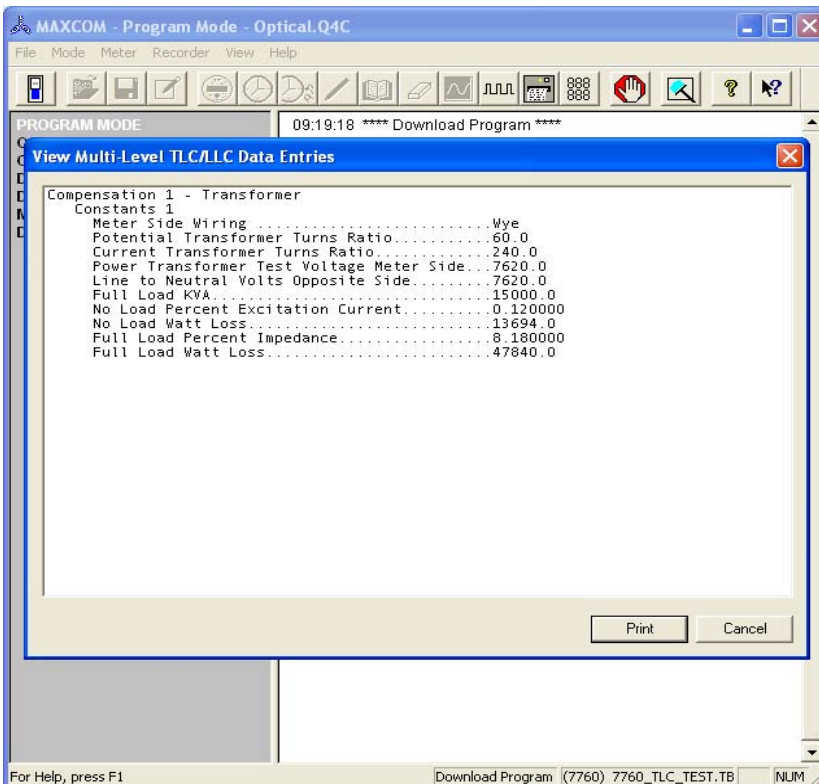 MAXCOM - Program Mode - Optical.Q4C
File Mode Meter Recorder View Help
PROGRAM MODE
09:19:18 **** Download Program ****
View Multi-Level TLC/LLC Data Entries
Compensation 1 - Transformer
Constants 1
Meter Side Wiring ..........................Wye
Potential Transformer Turns Ratio...........60.0
Current Transformer Turns Ratio.............240.0
Power Transformer Test Voltage Meter Side...7620.0
Line to Neutral Volts Opposite Side.........7620.0
Full Load KVA...............................15000.0
No Load Percent Excitation Current..........0.120000
No Load Watt Loss...........................13694.0
Full Load Percent Impedance.................8.180000
Full Load Watt Loss.........................47840.0
Print
Cancel
For Help, press F1
Download Program
(7760) 7760_TLC_TEST.TB
NUM